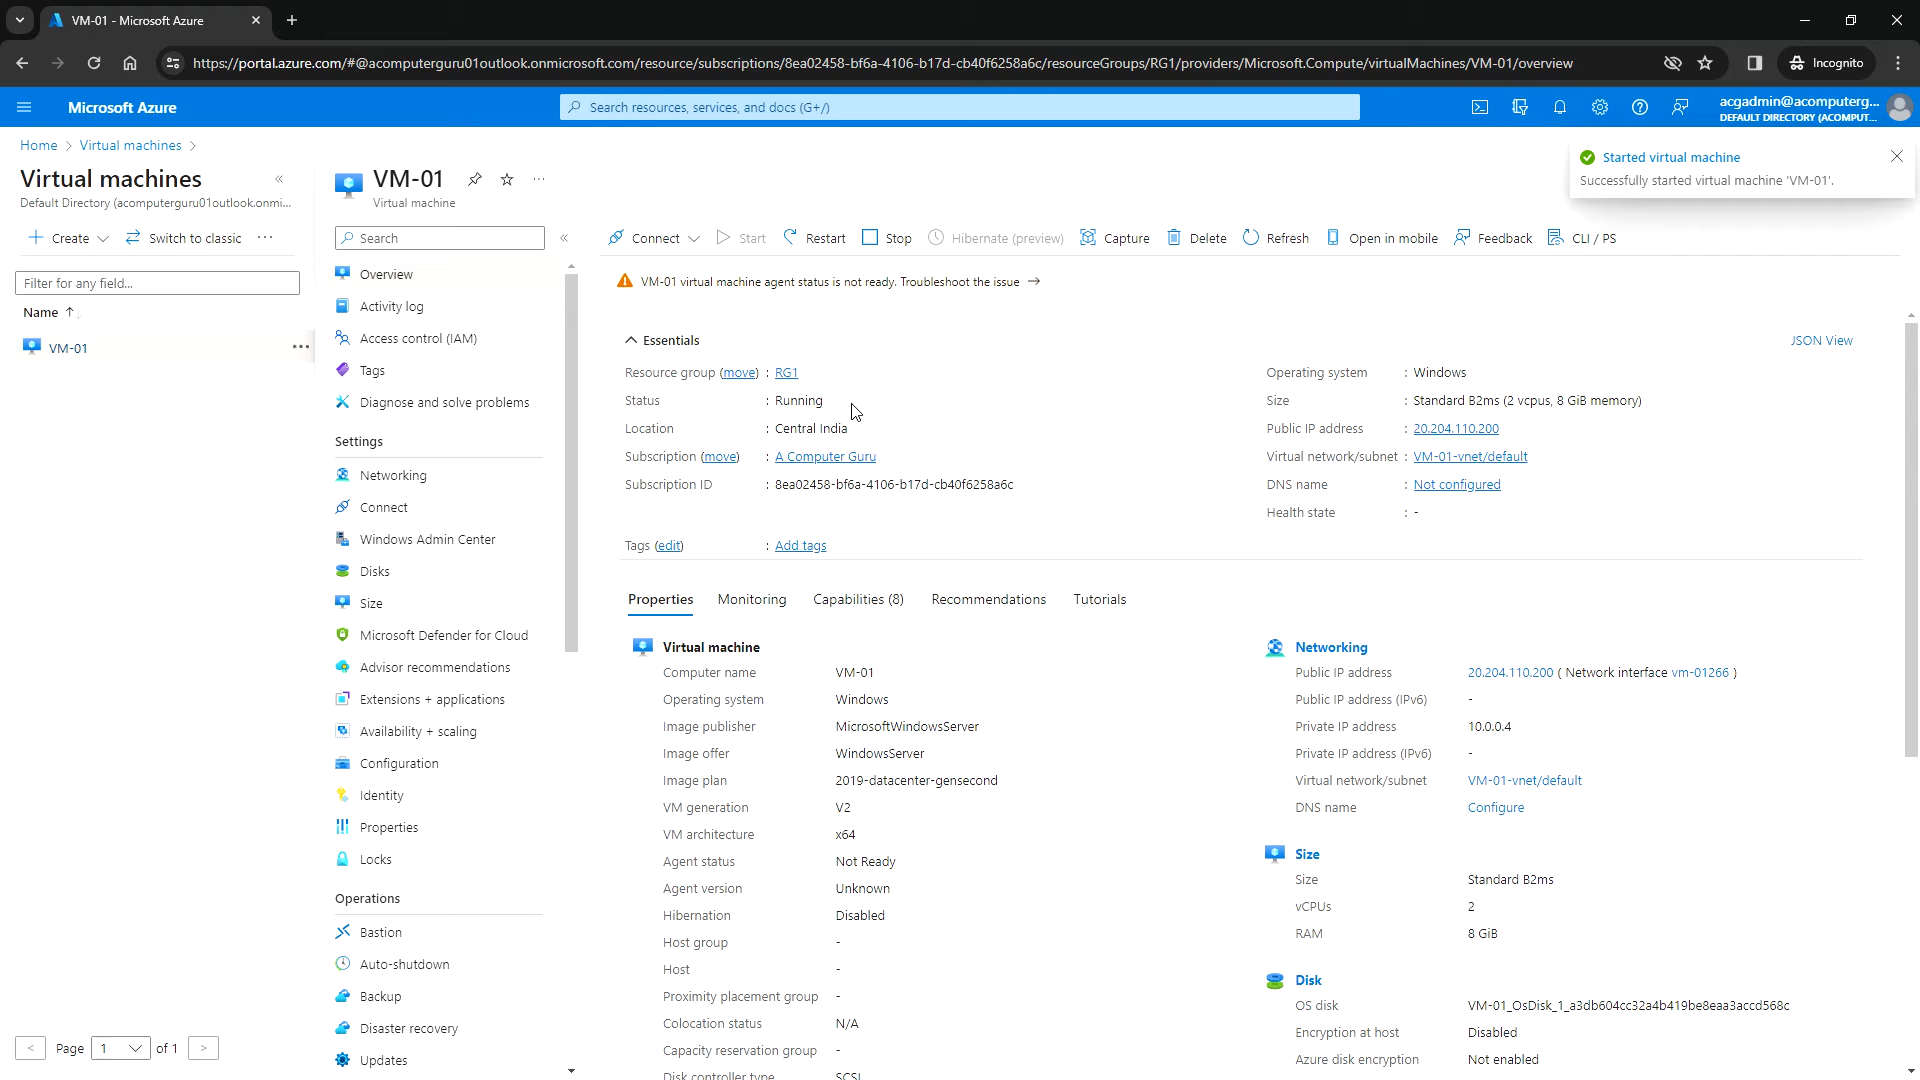 VM-01 - Microsoft Azure
https://portal.azure.com/#@acomputerguru01outlook.onmicrosoft.com/resource/subscriptions/8ea02458-bf6a-4106-b17d-cb40f6258a6c/resourceGroups/RG1/providers/Microsoft.Compute/virtualMachines/VM-01/overview
Incognito
Microsoft Azure
Search resources, services, and docs (G+/)
acgadmin@acomputerg...
DEFAULT DIRECTORY (ACOMPUT...
Home > Virtual machines >
Started virtual machine
Successfully started virtual machine 'VM-01'.
Virtual machines
Default Directory (acomputerguru01outlook.onmi...
Create
Switch to classic
Filter for any field...
Name ↑
VM-01
Page 1 of 1
VM-01
Virtual machine
Search
Overview
Activity log
Access control (IAM)
Tags
Diagnose and solve problems
Settings
Networking
Connect
Windows Admin Center
Disks
Size
Microsoft Defender for Cloud
Advisor recommendations
Extensions + applications
Availability + scaling
Configuration
Identity
Properties
Locks
Operations
Bastion
Auto-shutdown
Backup
Disaster recovery
Updates
Connect Start Restart Stop Hibernate (preview) Capture Delete Refresh Open in mobile Feedback CLI / PS
VM-01 virtual machine agent status is not ready. Troubleshoot the issue →
Essentials
JSON View
Resource group (move) : RG1
Status : Running
Location : Central India
Subscription (move) : A Computer Guru
Subscription ID : 8ea02458-bf6a-4106-b17d-cb40f6258a6c
Tags (edit) : Add tags
Operating system : Windows
Size : Standard B2ms (2 vcpus, 8 GiB memory)
Public IP address : 20.204.110.200
Virtual network/subnet : VM-01-vnet/default
DNS name : Not configured
Health state : -
Properties Monitoring Capabilities (8) Recommendations Tutorials
Virtual machine
Computer name VM-01
Operating system Windows
Image publisher MicrosoftWindowsServer
Image offer WindowsServer
Image plan 2019-datacenter-gensecond
VM generation V2
VM architecture x64
Agent status Not Ready
Agent version Unknown
Hibernation Disabled
Host group -
Host -
Proximity placement group -
Colocation status N/A
Capacity reservation group -
Disk controller type SCSI
Networking
Public IP address 20.204.110.200 ( Network interface vm-01266 )
Public IP address (IPv6) -
Private IP address 10.0.0.4
Private IP address (IPv6) -
Virtual network/subnet VM-01-vnet/default
DNS name Configure
Size
Size Standard B2ms
vCPUs 2
RAM 8 GiB
Disk
OS disk VM-01_OsDisk_1_a3db604cc32a4b419be8eaa3accd568c
Encryption at host Disabled
Azure disk encryption Not enabled